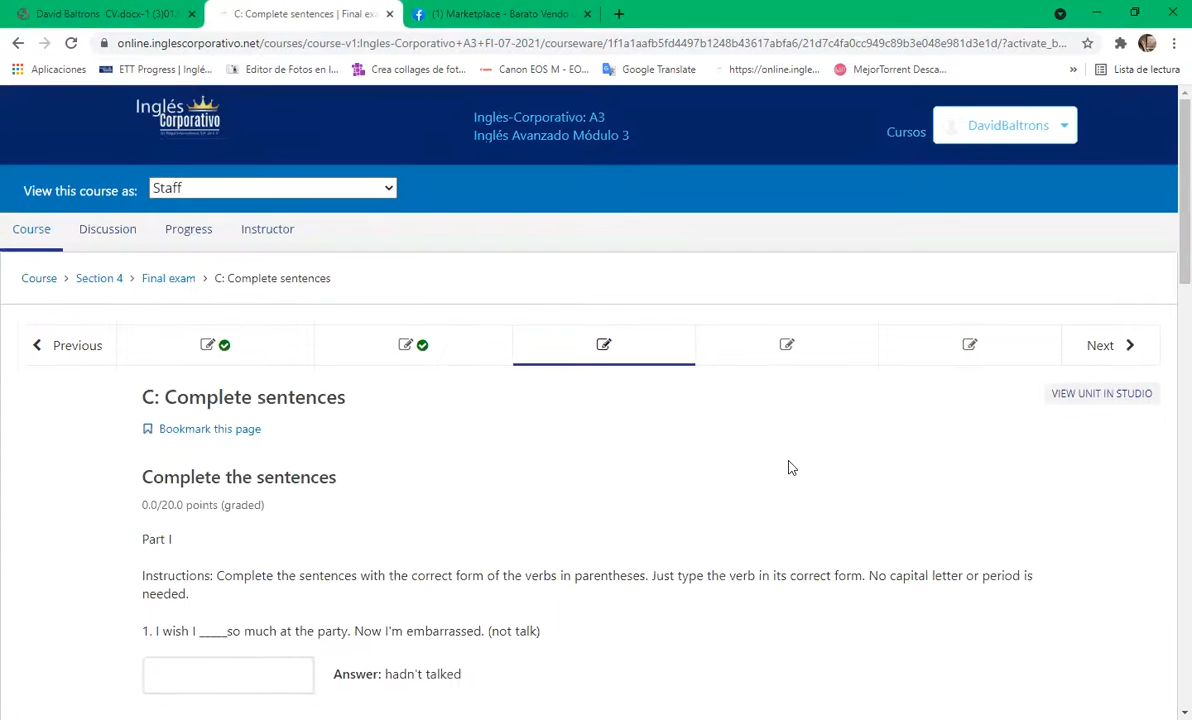 David Baltrons CV.docx-1 (3)01.
C: Complete sentences | Final exa
(1) Marketplace - Barato Vendo
online.inglescorporativo.net/courses/course-v1:Ingles-Corporativo+A3+FI-07-2021/courseware/1f1a1aafb5fd4497b1248b43617abfa6/21d7c4fa0cc949c89b3e048e981d3e1d/?activate_b...
Aplicaciones
ETT Progress | Inglé...
Editor de Fotos en l...
Crea collages de fot...
Canon EOS M - EO...
Google Translate
https://online.ingle...
MejorTorrent Desca...
»
Lista de lectura
Inglés
Corporativo
Ingles-Corporativo: A3
Inglés Avanzado Módulo 3
Cursos
DavidBaltrons
View this course as:
Staff
Course
Discussion
Progress
Instructor
Course > Section 4 > Final exam > C: Complete sentences
Previous
Next
C: Complete sentences
VIEW UNIT IN STUDIO
Bookmark this page
Complete the sentences
0.0/20.0 points (graded)
Part I
Instructions: Complete the sentences with the correct form of the verbs in parentheses. Just type the verb in its correct form. No capital letter or period is
needed.
1. I wish I _____so much at the party. Now I'm embarrassed. (not talk)
Answer: hadn't talked